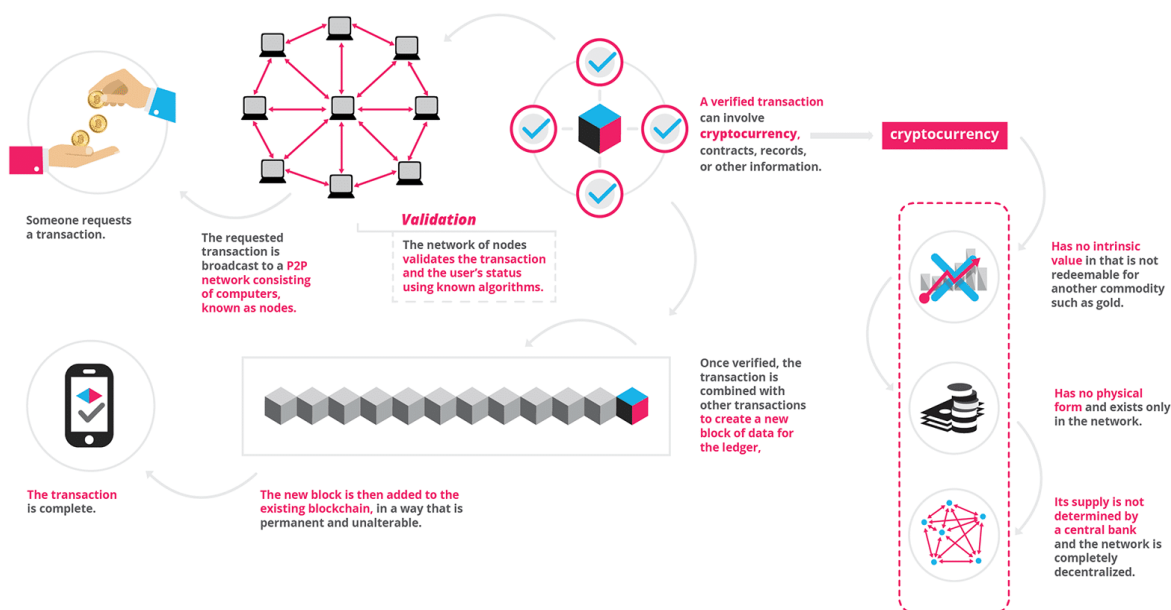 Someone requests
a transaction.
The requested
transaction is
broadcast to a P2P
network consisting
of computers,
known as nodes.
Validation
The network of nodes
validates the transaction
and the user's status
using known algorithms.
A verified transaction
can involve
cryptocurrency,
contracts, records,
or other information.
cryptocurrency
Has no intrinsic
value in that is not
redeemable for
another commodity
such as gold.
Has no physical
form and exists only
in the network.
Its supply is not
determined by
a central bank
and the network is
completely
decentralized.
Once verified, the
transaction is
combined with
other transactions
to create a new
block of data for
the ledger,
The new block is then added to the
existing blockchain, in a way that is
permanent and unalterable.
The transaction
is complete.